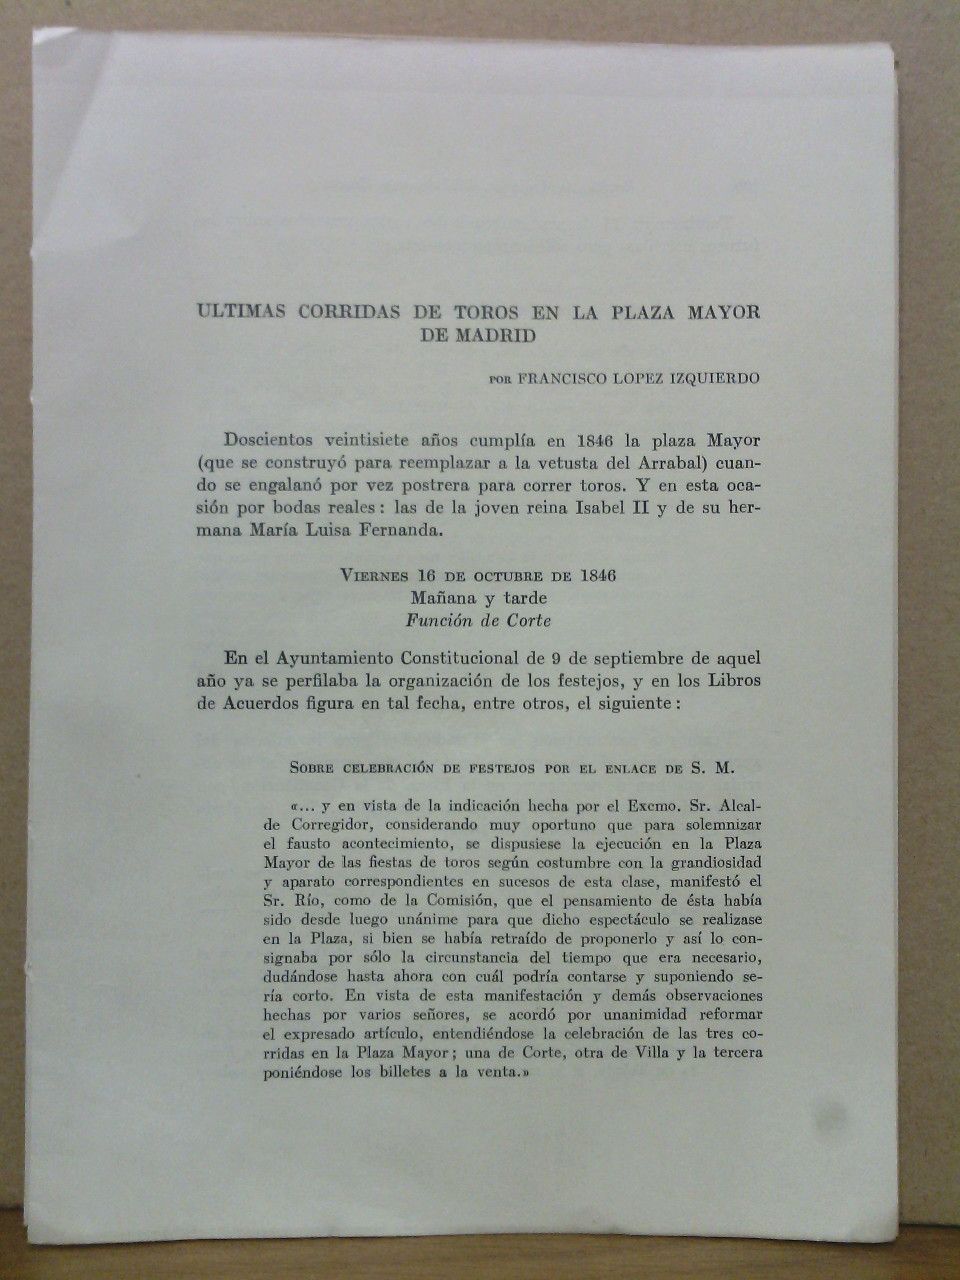 ULTIMAS CORRIDAS DE TOROS EN LA PLAZA MAYOR
DE MADRID
POR FRANCISCO LOPEZ IZQUIERDO
Doscientos veintisiete años cumplía en 1846 la plaza Mayor
(que se construyó para reemplazar a la vetusta del Arrabal) cuan-
do se engalanó por vez postrera para correr toros. Y en esta oca-
sión por bodas reales: las de la joven reina Isabel II y de su her-
mana María Luisa Fernanda.
VIERNES 16 DE OCTUBRE DE 1846
Mañana y tarde
Función de Corte
En el Ayuntamiento Constitucional de 9 de septiembre de aquel
año ya se perfilaba la organización de los festejos, y en los Libros
de Acuerdos figura en tal fecha, entre otros, el siguiente:
SOBRE CELEBRACIÓN DE FESTEJOS POR EL ENLACE DE S. M.
«... y en vista de la indicación hecha por el Excmo. Sr. Alcal-
de Corregidor, considerando muy oportuno que para solemnizar
el fausto acontecimiento, se dispusiese la ejecución en la Plaza
Mayor de las fiestas de toros según costumbre con la grandiosidad
y aparato correspondientes en sucesos de esta clase, manifestó el
Sr. Río, como de la Comisión, que el pensamiento de ésta había
sido desde luego unánime para que dicho espectáculo se realizase
en la Plaza, si bien se había retraído de proponerlo y así lo con-
signaba por sólo la circunstancia del tiempo que era necesario,
dudándose hasta ahora con cuál podría contarse y suponiendo se-
ría corto. En vista de esta manifestación y demás observaciones
hechas por varios señores, se acordó por unanimidad reformar
el expresado artículo, entendiéndose la celebración de las tres co-
rridas en la Plaza Mayor; una de Corte, otra de Villa y la tercera
poniéndose los billetes a la venta.»